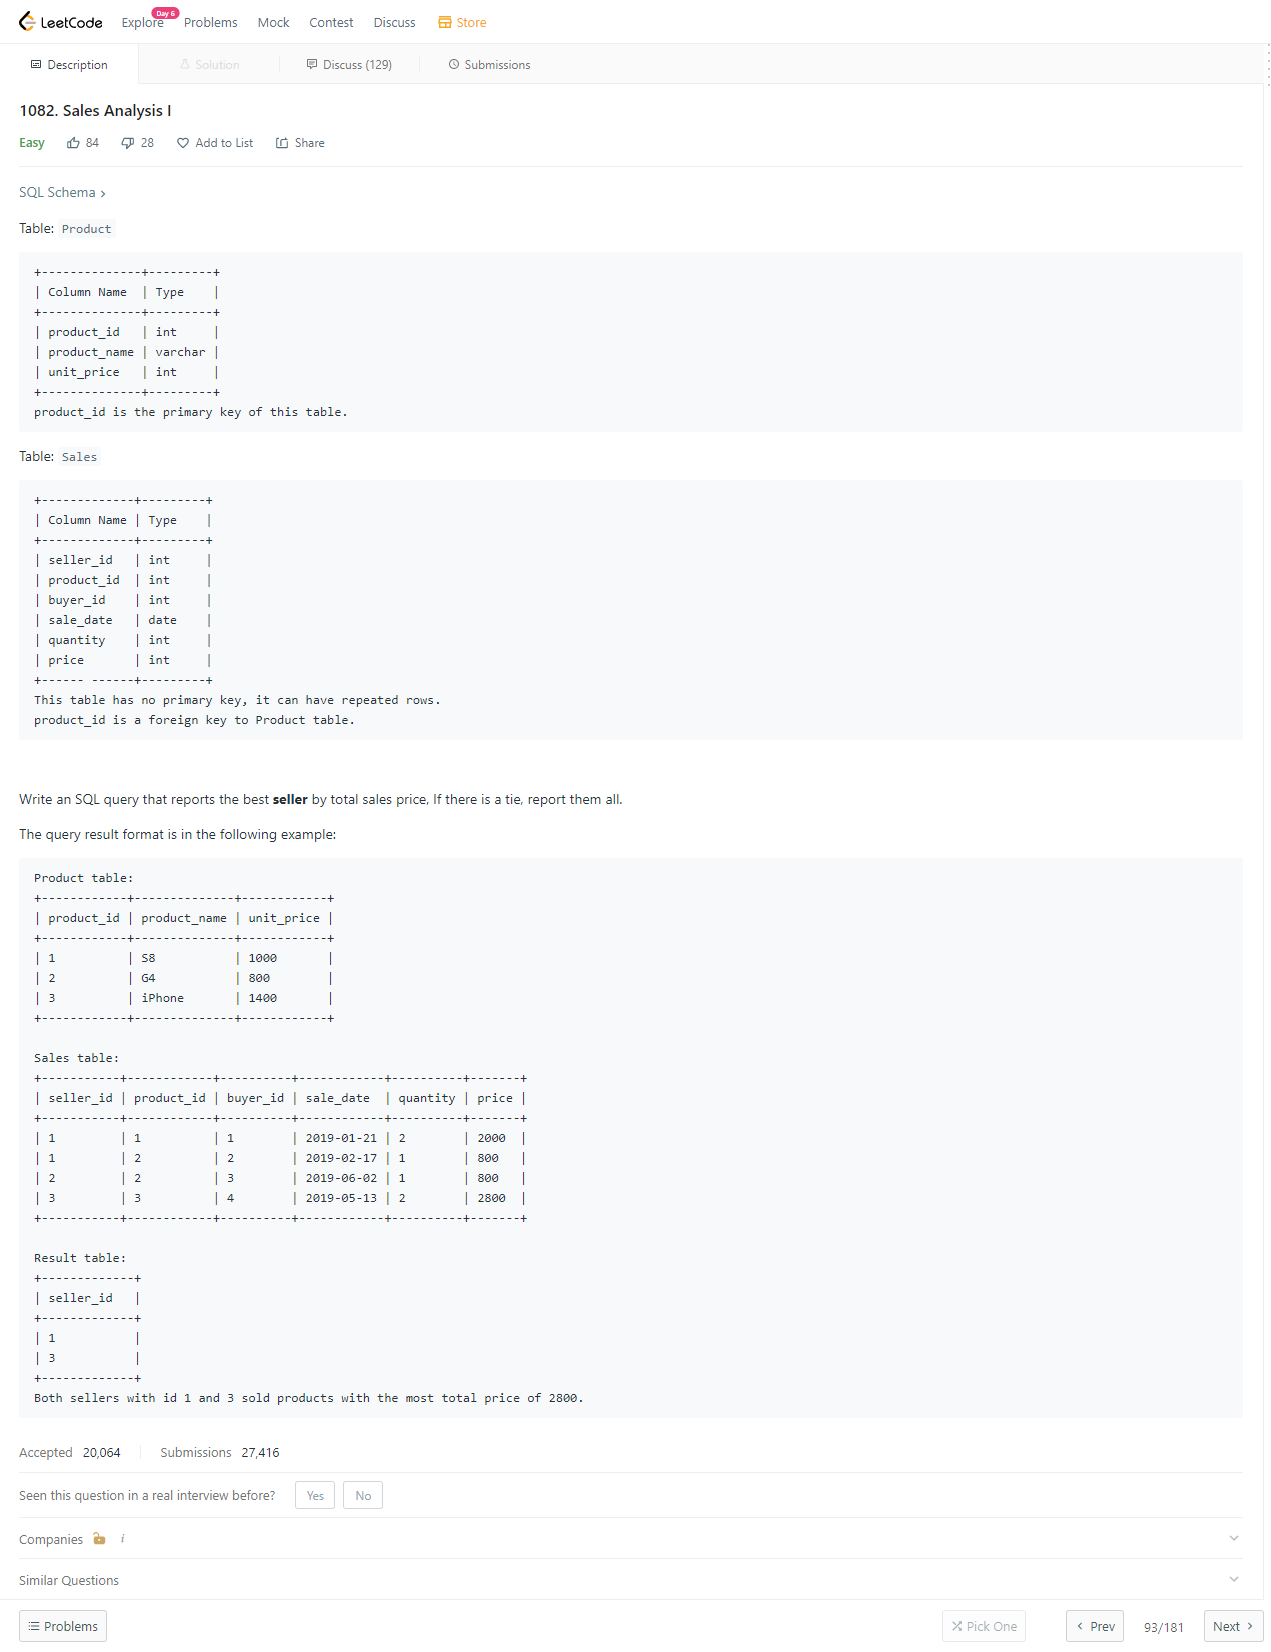 LeetCode Explore Day 6 Problems Mock Contest Discuss Store
Description Solution Discuss (129) Submissions
1082. Sales Analysis I
Easy 84 28 Add to List Share
SQL Schema ›
Table: Product
+--------------+---------+
| Column Name  | Type    |
+--------------+---------+
| product_id   | int     |
| product_name | varchar |
| unit_price   | int     |
+--------------+---------+
product_id is the primary key of this table.
Table: Sales
+-------------+---------+
| Column Name | Type    |
+-------------+---------+
| seller_id   | int     |
| product_id  | int     |
| buyer_id    | int     |
| sale_date   | date    |
| quantity    | int     |
| price       | int     |
+------ ------+---------+
This table has no primary key, it can have repeated rows.
product_id is a foreign key to Product table.
Write an SQL query that reports the best seller by total sales price, If there is a tie, report them all.
The query result format is in the following example:
Product table:
+------------+--------------+------------+
| product_id | product_name | unit_price |
+------------+--------------+------------+
| 1          | S8           | 1000       |
| 2          | G4           | 800        |
| 3          | iPhone       | 1400       |
+------------+--------------+------------+
Sales table:
+-----------+------------+----------+------------+----------+-------+
| seller_id | product_id | buyer_id | sale_date  | quantity | price |
+-----------+------------+----------+------------+----------+-------+
| 1         | 1          | 1        | 2019-01-21 | 2        | 2000  |
| 1         | 2          | 2        | 2019-02-17 | 1        | 800   |
| 2         | 2          | 3        | 2019-06-02 | 1        | 800   |
| 3         | 3          | 4        | 2019-05-13 | 2        | 2800  |
+-----------+------------+----------+------------+----------+-------+
Result table:
+-------------+
| seller_id   |
+-------------+
| 1           |
| 3           |
+-------------+
Both sellers with id 1 and 3 sold products with the most total price of 2800.
Accepted 20,064 Submissions 27,416
Seen this question in a real interview before? Yes No
Companies i
Similar Questions
Problems Pick One ‹ Prev 93/181 Next ›